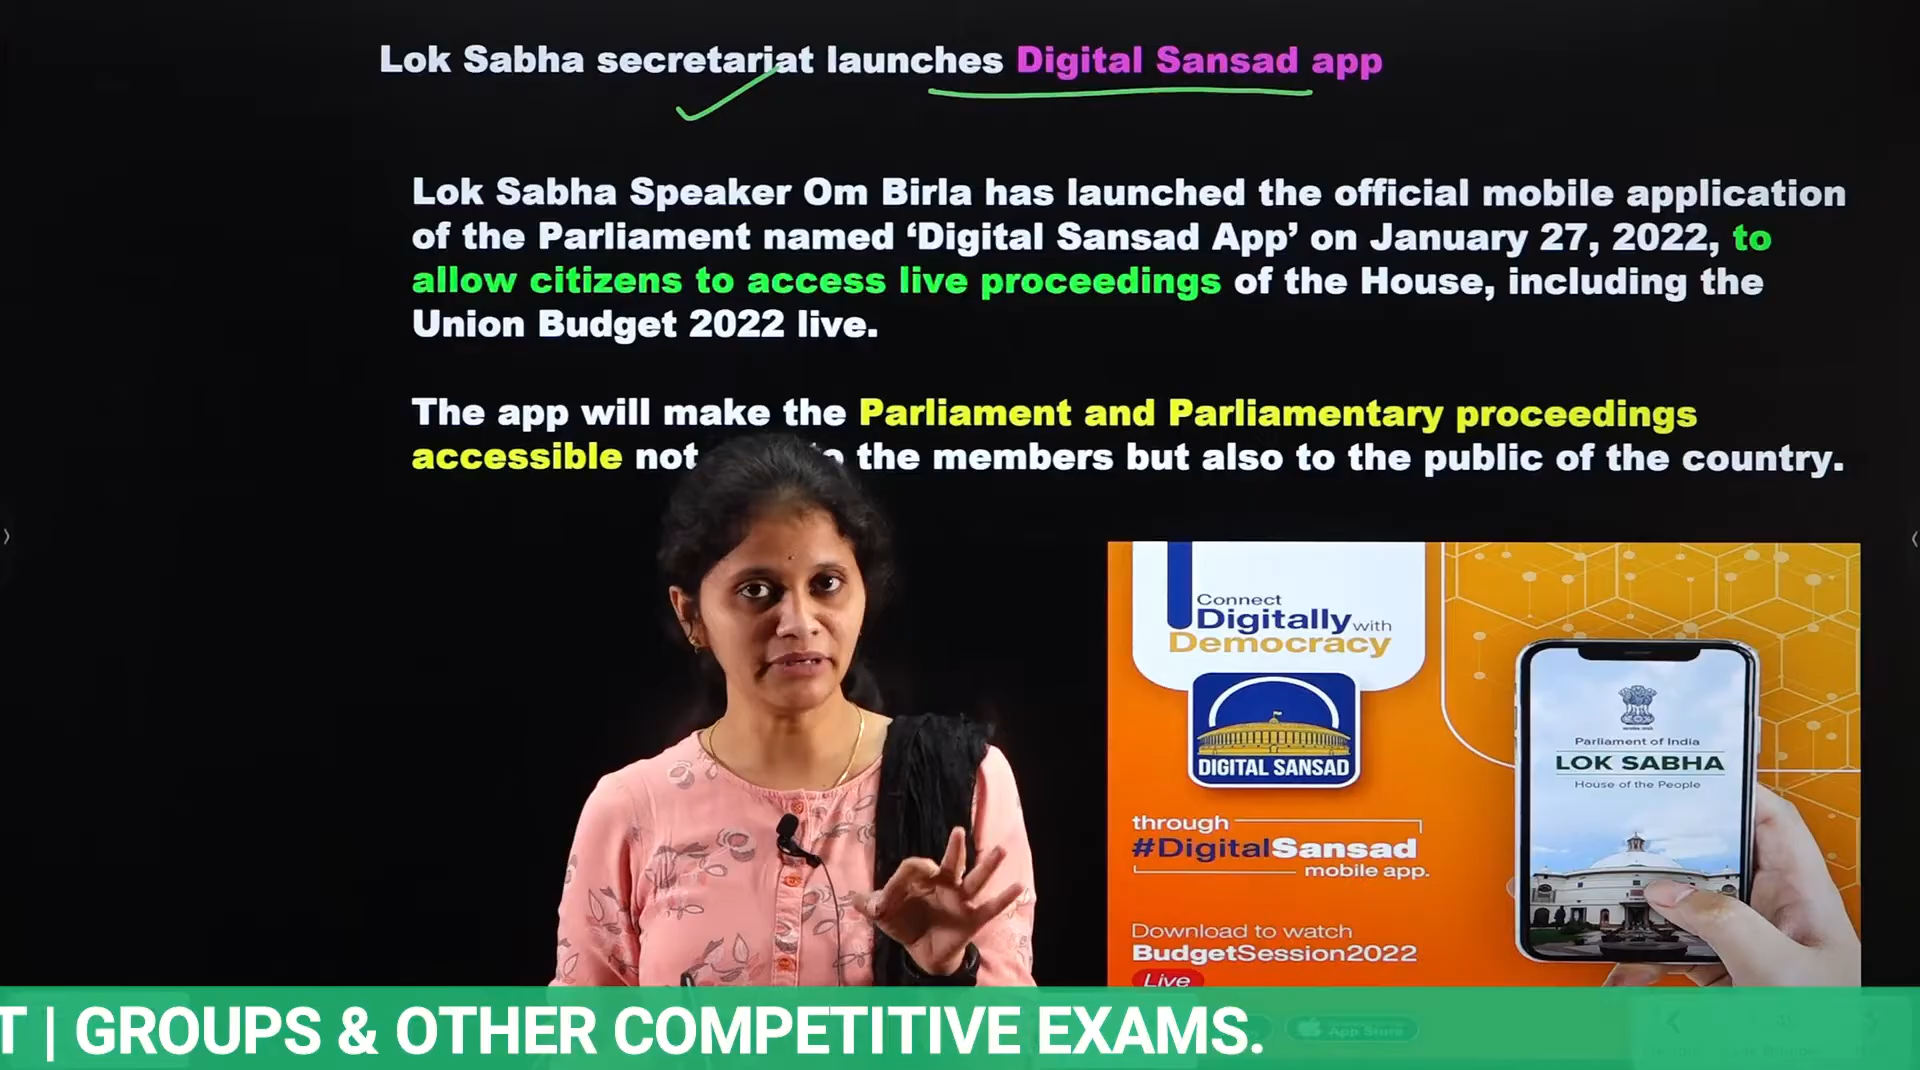 Lok Sabha secretariat launches Digital Sansad app
Lok Sabha Speaker Om Birla has launched the official mobile application
of the Parliament named ‘Digital Sansad App’ on January 27, 2022, to
allow citizens to access live proceedings of the House, including the
Union Budget 2022 live.
The app will make the Parliament and Parliamentary proceedings
accessible not to the members but also to the public of the country.
Connect
Digitally with
Democracy
DIGITAL SANSAD
through
#DigitalSansad
mobile app.
Download to watch
BudgetSession2022
Live
App Store
Parliament of India
LOK SABHA
House of the People
T | GROUPS & OTHER COMPETITIVE EXAMS.